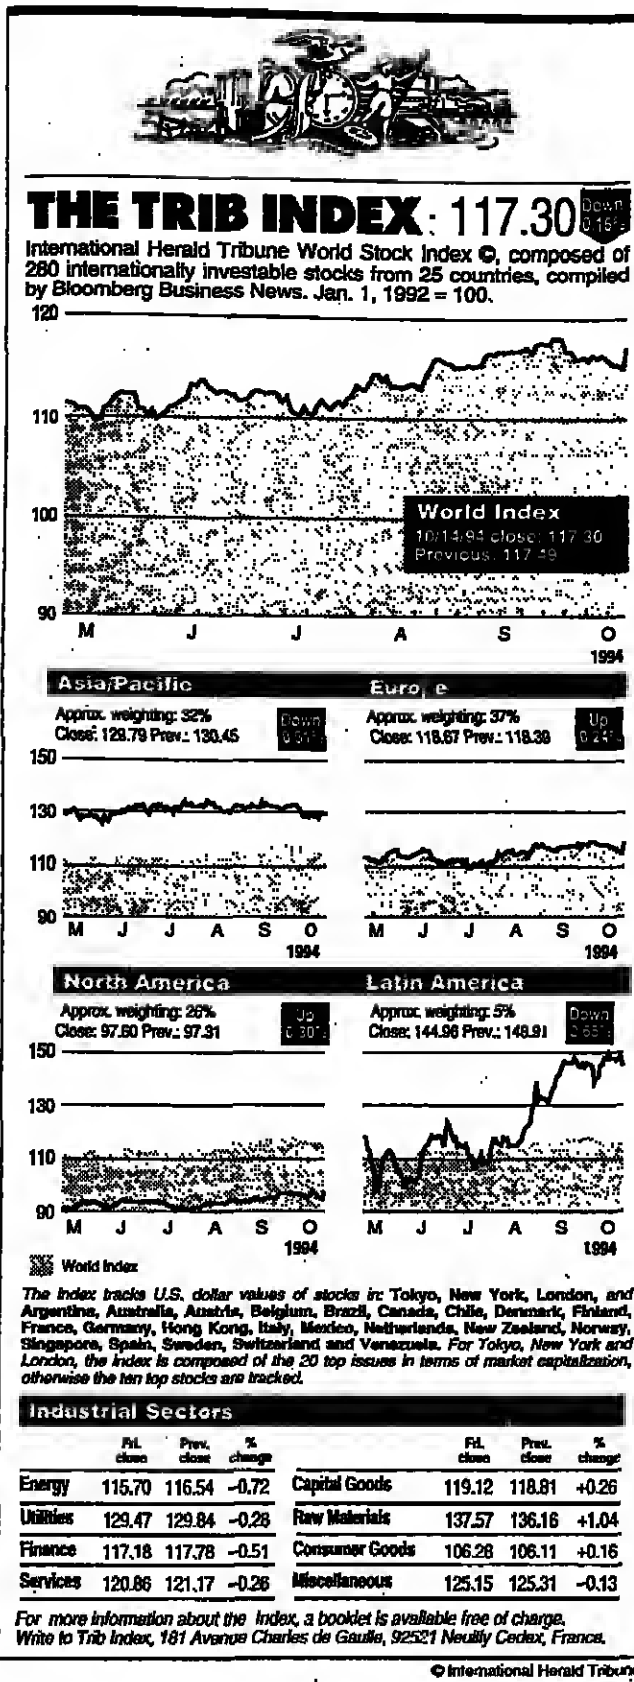 THE TRIB INDEX: 117.30 Down 0.16%
International Herald Tribune World Stock Index ©, composed of
280 internationally investable stocks from 25 countries, compiled
by Bloomberg Business News. Jan. 1, 1992 = 100.
120
110
100
90
World Index
10/14/94 close: 117.30
Previous: 117.49
M J J A S O
1994
Asia/Pacific
Approx. weighting: 32%
Close: 129.79 Prev.: 130.45
Down
150
130
110
90
M J J A S O
1994
Europe
Approx. weighting: 37%
Close: 118.67 Prev.: 118.39
Up
0.24%
M J J A S O
1994
North America
Approx. weighting: 26%
Close: 97.60 Prev.: 97.31
Up
0.30%
150
130
110
90
M J J A S O
1994
Latin America
Approx. weighting: 5%
Close: 144.96 Prev.:
Down
M J J A S O
1994
World Index
The index tracks U.S. dollar values of stocks in: Tokyo, New York, London, and
Argentina, Australia, Austria, Belgium, Brazil, Canada, Chile, Denmark, Finland,
France, Germany, Hong Kong, Italy, Mexico, Netherlands, New Zealand, Norway,
Singapore, Spain, Sweden, Switzerland and Venezuela. For Tokyo, New York and
London, the index is composed of the 20 top issues in terms of market capitalization,
otherwise the ten top stocks are tracked.
Industrial Sectors
Fri. close Prev. close % change
Energy 115.70 116.54 –0.72
Utilities 129.47 129.84 –0.28
Finance 117.18 117.78 –0.51
Services 120.86 121.17 –0.26
Fri. close Prev. close % change
Capital Goods 119.12 118.81 +0.26
Raw Materials 137.57 136.16 +1.04
Consumer Goods 106.28 106.11 +0.16
Miscellaneous 125.15 125.31 –0.13
For more information about the Index, a booklet is available free of charge.
Write to Trib Index, 181 Avenue Charles de Gaulle, 92521 Neuilly Cedex, France.
© International Herald Tribune